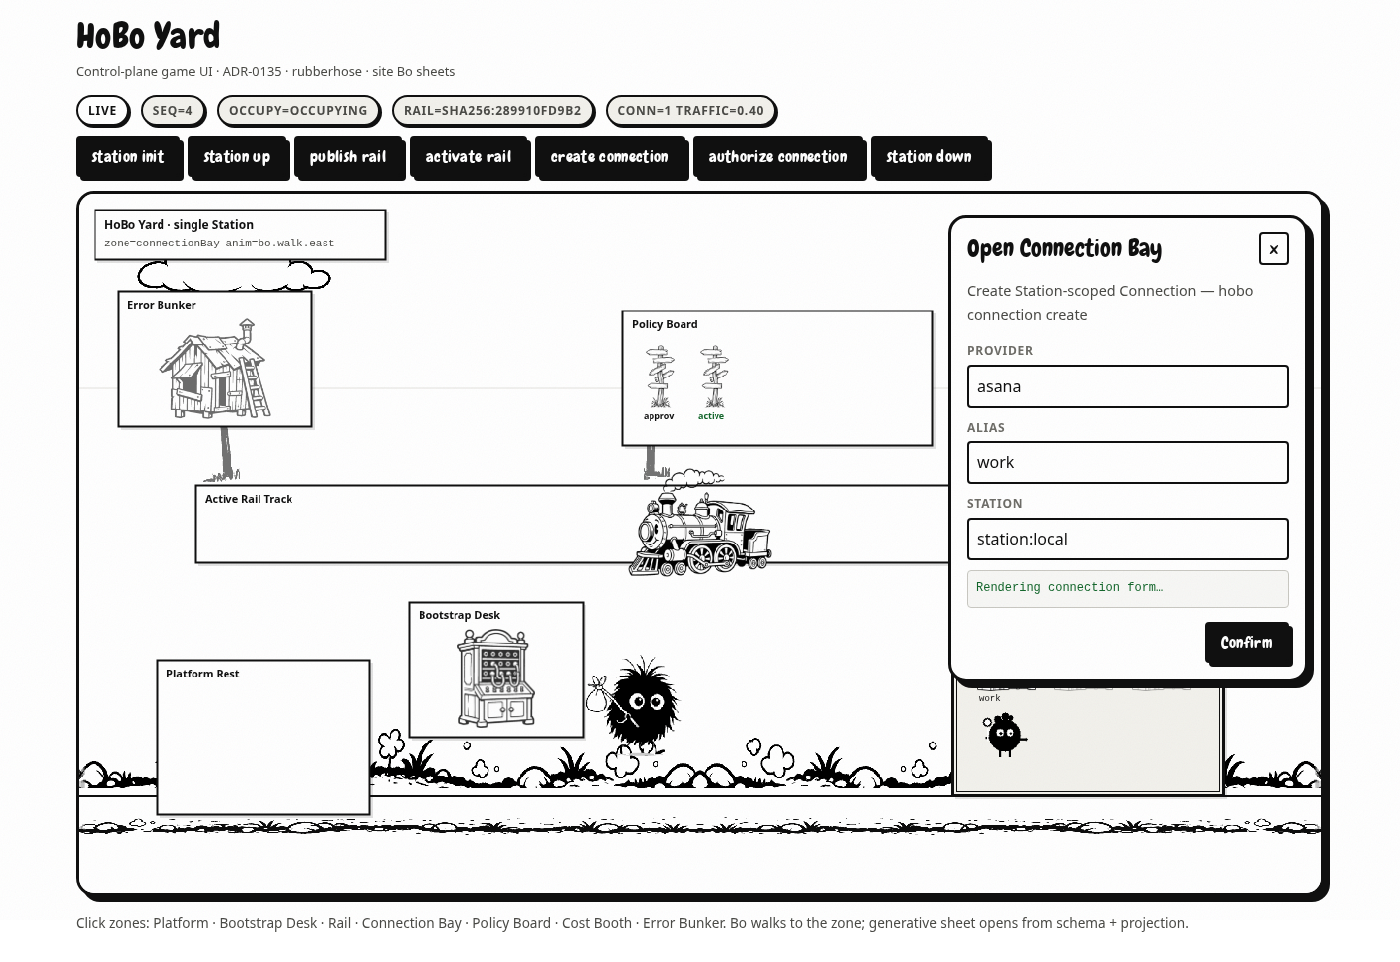 HoBo Yard
Control-plane game UI · ADR-0135 · rubberhose · site Bo sheets
LIVE
SEQ=4
OCCUPY=OCCUPYING
RAIL=SHA256:289910FD9B2
CONN=1 TRAFFIC=0.40
station init
station up
publish rail
activate rail
create connection
authorize connection
station down
HoBo Yard · single Station
zone=connectionBay anim=bo.walk.east
Error Bunker
Policy Board
approv
active
Active Rail Track
Bootstrap Desk
Platform Rest
Open Connection Bay
x
Create Station-scoped Connection — hobo
connection create
PROVIDER
asana
ALIAS
work
STATION
station:local
Rendering connection form…
Confirm
work
Click zones: Platform · Bootstrap Desk · Rail · Connection Bay · Policy Board · Cost Booth · Error Bunker. Bo walks to the zone; generative sheet opens from schema + projection.